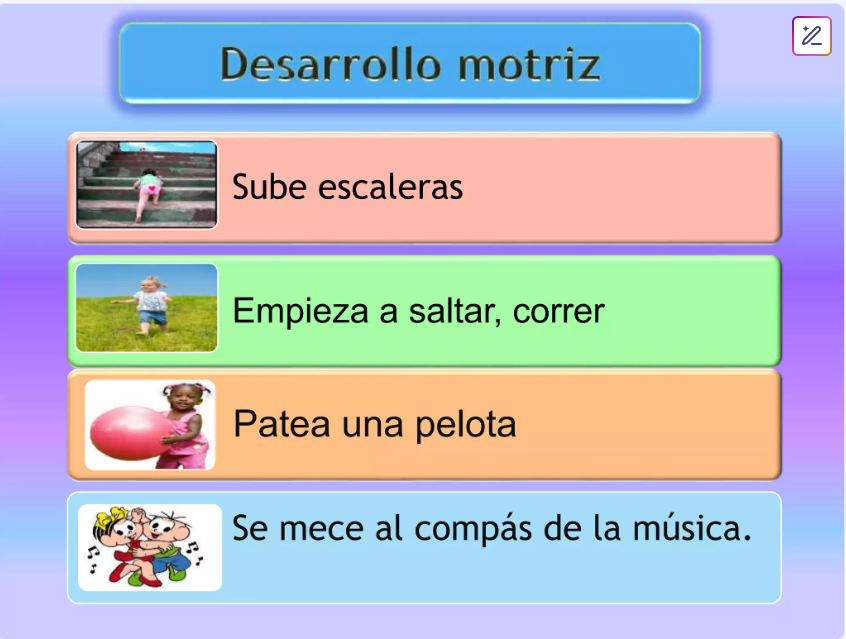 Desarrollo motriz
Sube escaleras
Empieza a saltar, correr
Patea una pelota
Se mece al compás de la música.